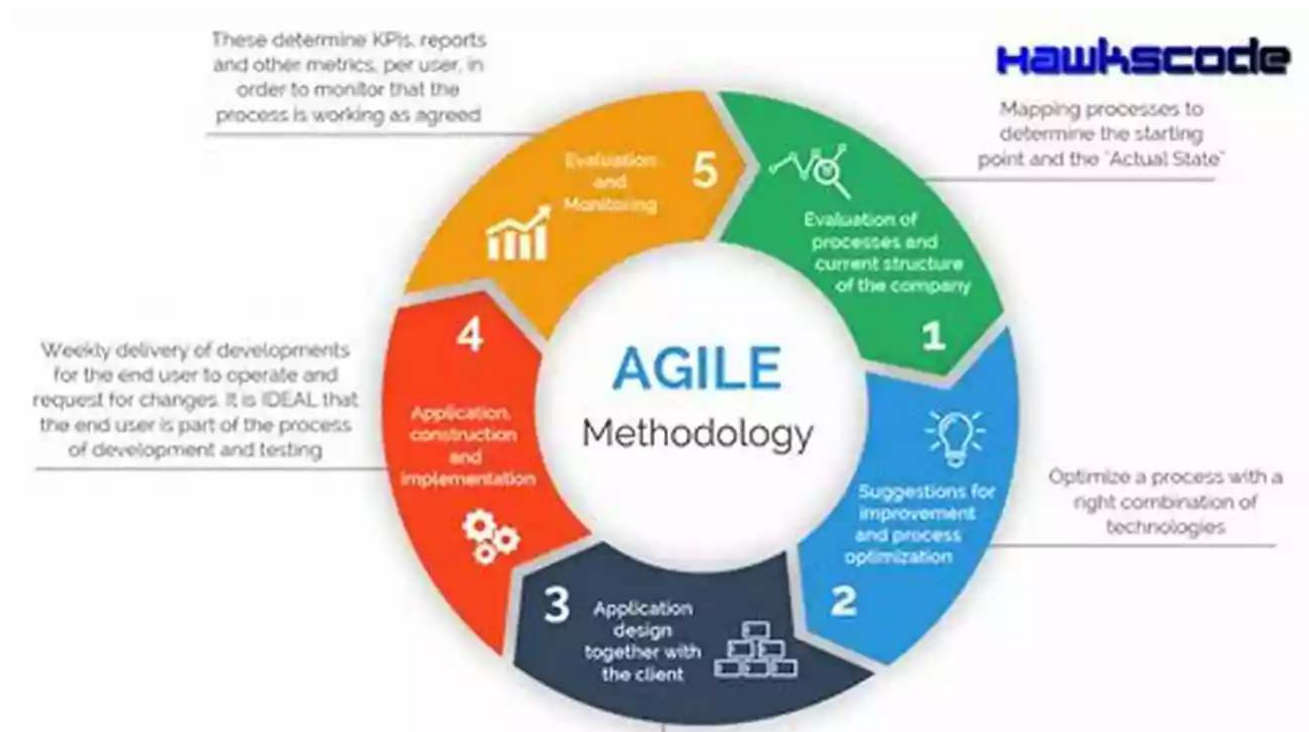 Hawkscode
These determine KPIs, reports
and other metrics, per user, in
order to monitor that the
process is working as agreed
Mapping processes to
determine the starting
point and the "Actual State"
Evaluation
and
Monitoring
5
Evaluation of
processes and
current structure
of the company
1
AGILE
Methodology
4
Application,
construction
and
implementation
Weekly delivery of developments
for the end user to operate and
request for changes. It is IDEAL that
the end user is part of the process
of development and testing
Suggestions for
improvement
and process
optimization
2
Optimize a process with a
right combination of
technologies
3
Application
design
together with
the client